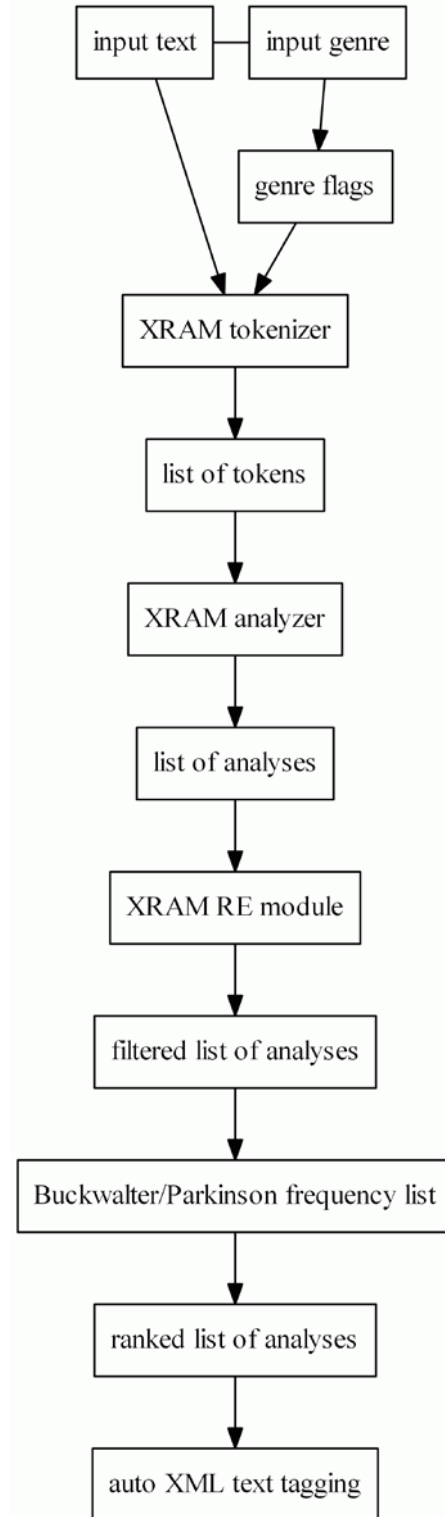 input text
input genre
genre flags
XRAM tokenizer
list of tokens
XRAM analyzer
list of analyses
XRAM RE module
filtered list of analyses
Buckwalter/Parkinson frequency list
ranked list of analyses
auto XML text tagging